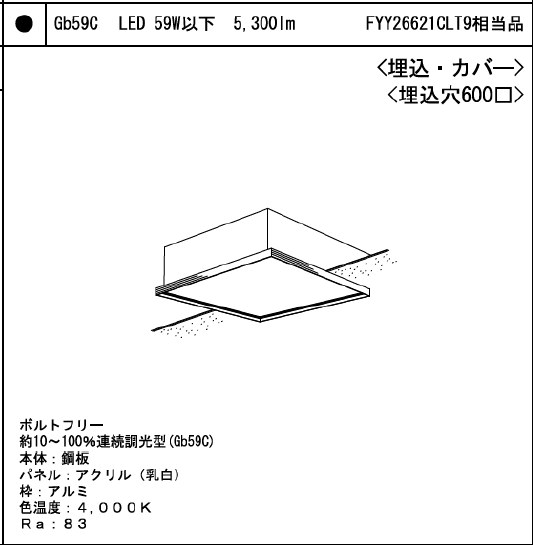 ● Gb59C LED 59W以下 5,300lm FYY26621CLT9相当品
<埋込・カバー>
<埋込穴600□>
ボルトフリー
約10～100%連続調光型(Gb59C)
本体：鋼板
パネル：アクリル（乳白）
枠：アルミ
色温度：４，０００Ｋ
Ｒａ：８３